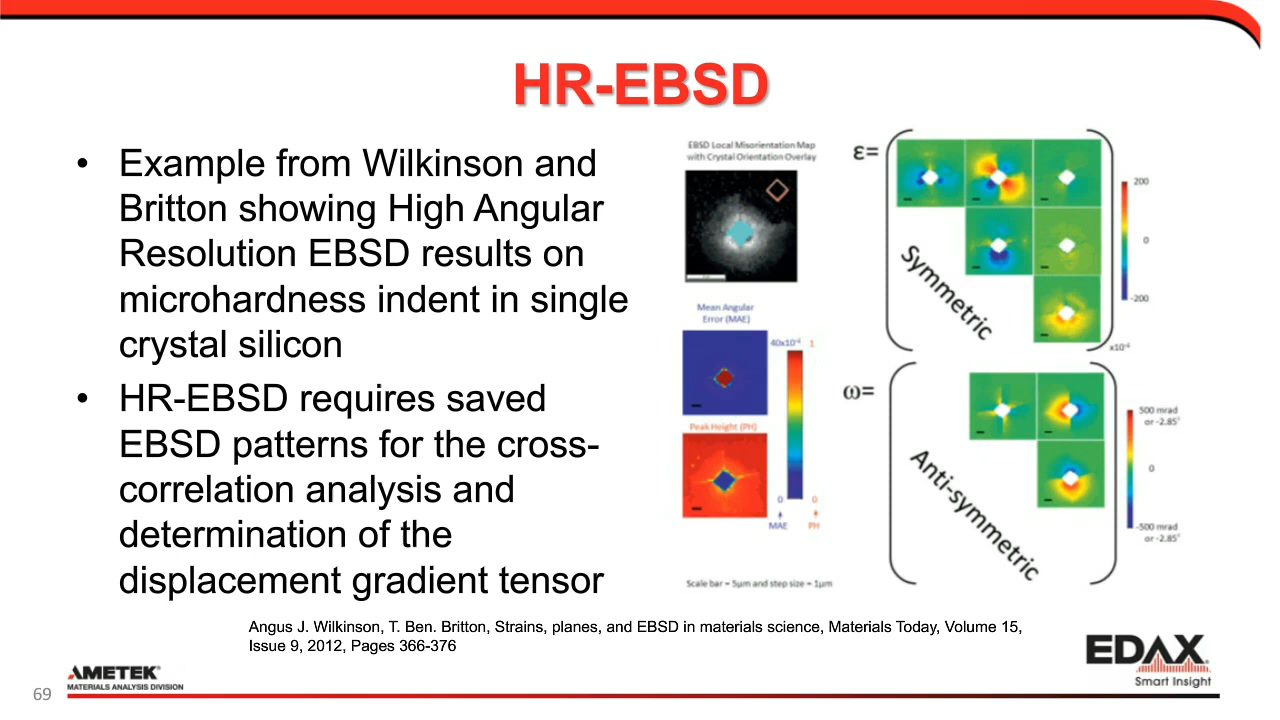 HR-EBSD
• Example from Wilkinson and
Britton showing High Angular
Resolution EBSD results on
microhardness indent in single
crystal silicon
• HR-EBSD requires saved
EBSD patterns for the cross-
correlation analysis and
determination of the
displacement gradient tensor
EBSD Local Misorientation Map
with Crystal Orientation Overlay
Mean Angular
Error (MAE)
40x10⁻⁴ 1
Peak Height (PH)
0 0
MAE PH
Scale bar = 5μm and step size = 1μm
ε=
Symmetric
200
0
-200
x10⁻⁴
ω=
Anti-symmetric
500 mrad
or -2.85°
0
-500 mrad
or -2.85°
Angus J. Wilkinson, T. Ben. Britton, Strains, planes, and EBSD in materials science, Materials Today, Volume 15,
Issue 9, 2012, Pages 366-376
69
AMETEK®
MATERIALS ANALYSIS DIVISION
EDAX®
Smart Insight